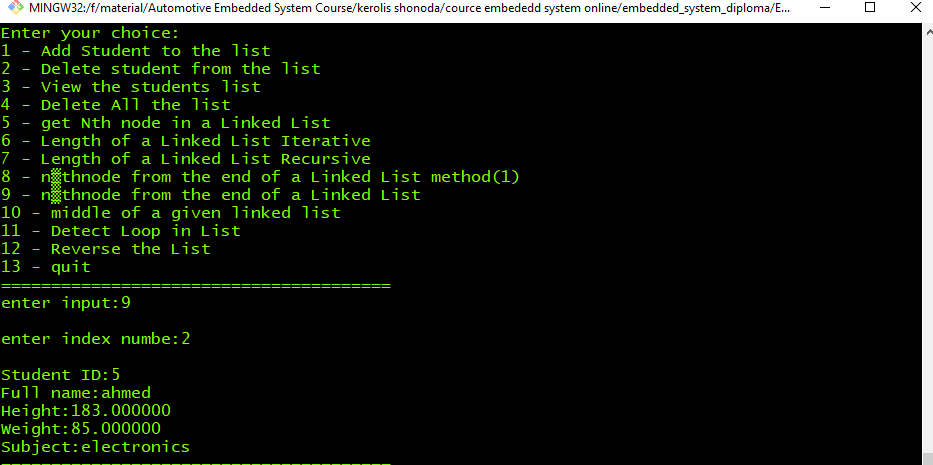 MINGW32:/f/material/Automotive Embedded System Course/kerolis shonoda/cource embededd system online/embedded_system_diploma/E...
Enter your choice:
1 - Add Student to the list
2 - Delete student from the list
3 - View the students list
4 - Delete All the list
5 - get Nth node in a Linked List
6 - Length of a Linked List Iterative
7 - Length of a Linked List Recursive
8 - n▒thnode from the end of a Linked List method(1)
9 - n▒thnode from the end of a Linked List
10 - middle of a given linked list
11 - Detect Loop in List
12 - Reverse the List
13 - quit
=======================================
enter input:9
enter index numbe:2
Student ID:5
Full name:ahmed
Height:183.000000
Weight:85.000000
Subject:electronics
=======================================